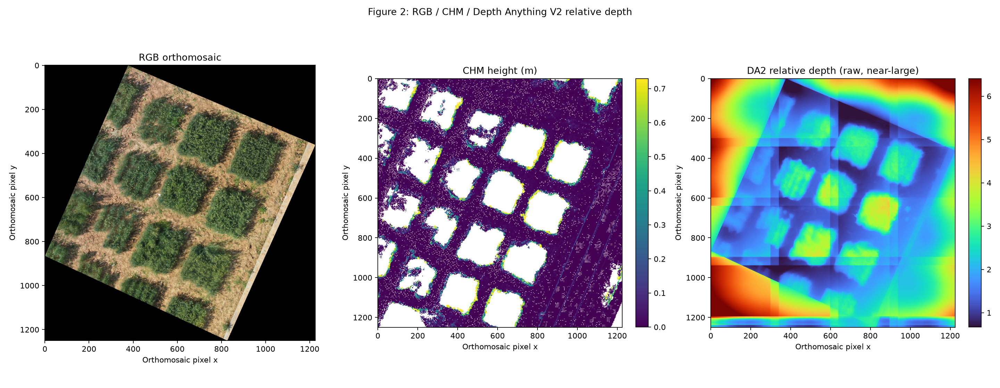 Figure 2: RGB / CHM / Depth Anything V2 relative depth
RGB orthomosaic
0
200
400
600
800
1000
1200
Orthomosaic pixel y
0 200 400 600 800 1000 1200
Orthomosaic pixel x
CHM height (m)
0
200
400
600
800
1000
1200
Orthomosaic pixel y
0 200 400 600 800 1000 1200
Orthomosaic pixel x
0.7
0.6
0.5
0.4
0.3
0.2
0.1
0.0
DA2 relative depth (raw, near-large)
0
200
400
600
800
1000
1200
Orthomosaic pixel y
0 200 400 600 800 1000 1200
Orthomosaic pixel x
6
5
4
3
2
1